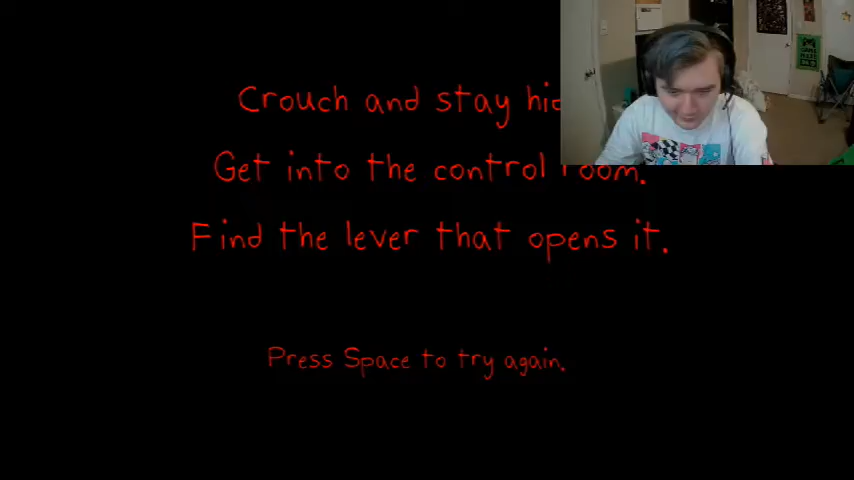 Crouch and stay
Get into the control room.
Find the lever that opens it.
Press Space to try again.